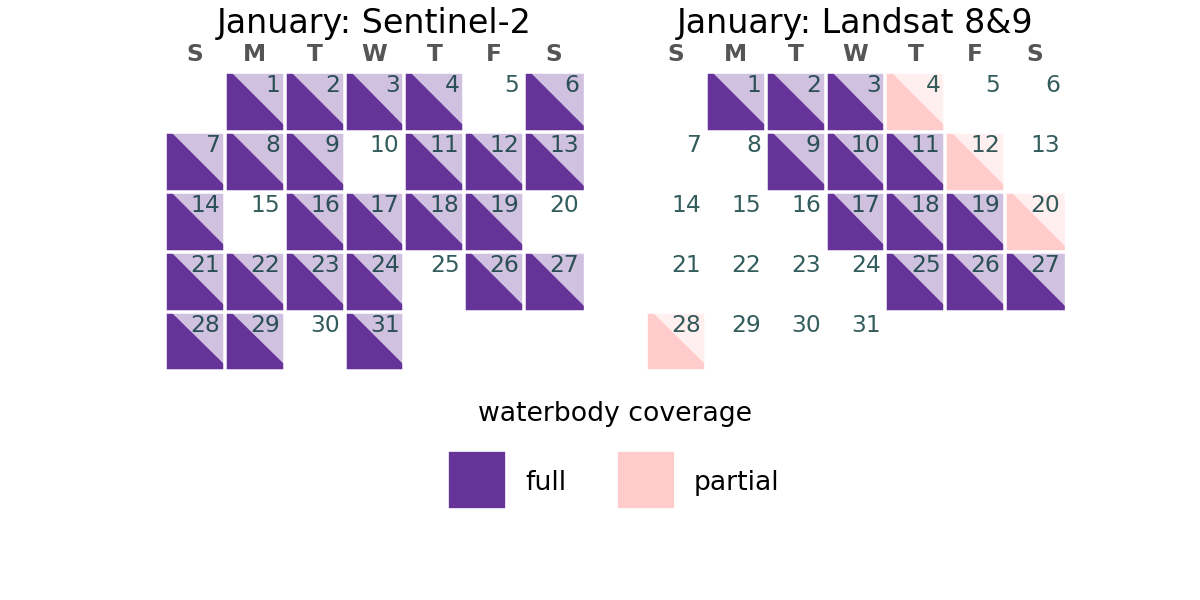 January: Sentinel-2
S M T W T F S
1 2 3 4 5 6
7 8 9 10 11 12 13
14 15 16 17 18 19 20
21 22 23 24 25 26 27
28 29 30 31
January: Landsat 8&9
S M T W T F S
1 2 3 4 5 6
7 8 9 10 11 12 13
14 15 16 17 18 19 20
21 22 23 24 25 26 27
28 29 30 31
waterbody coverage
full partial